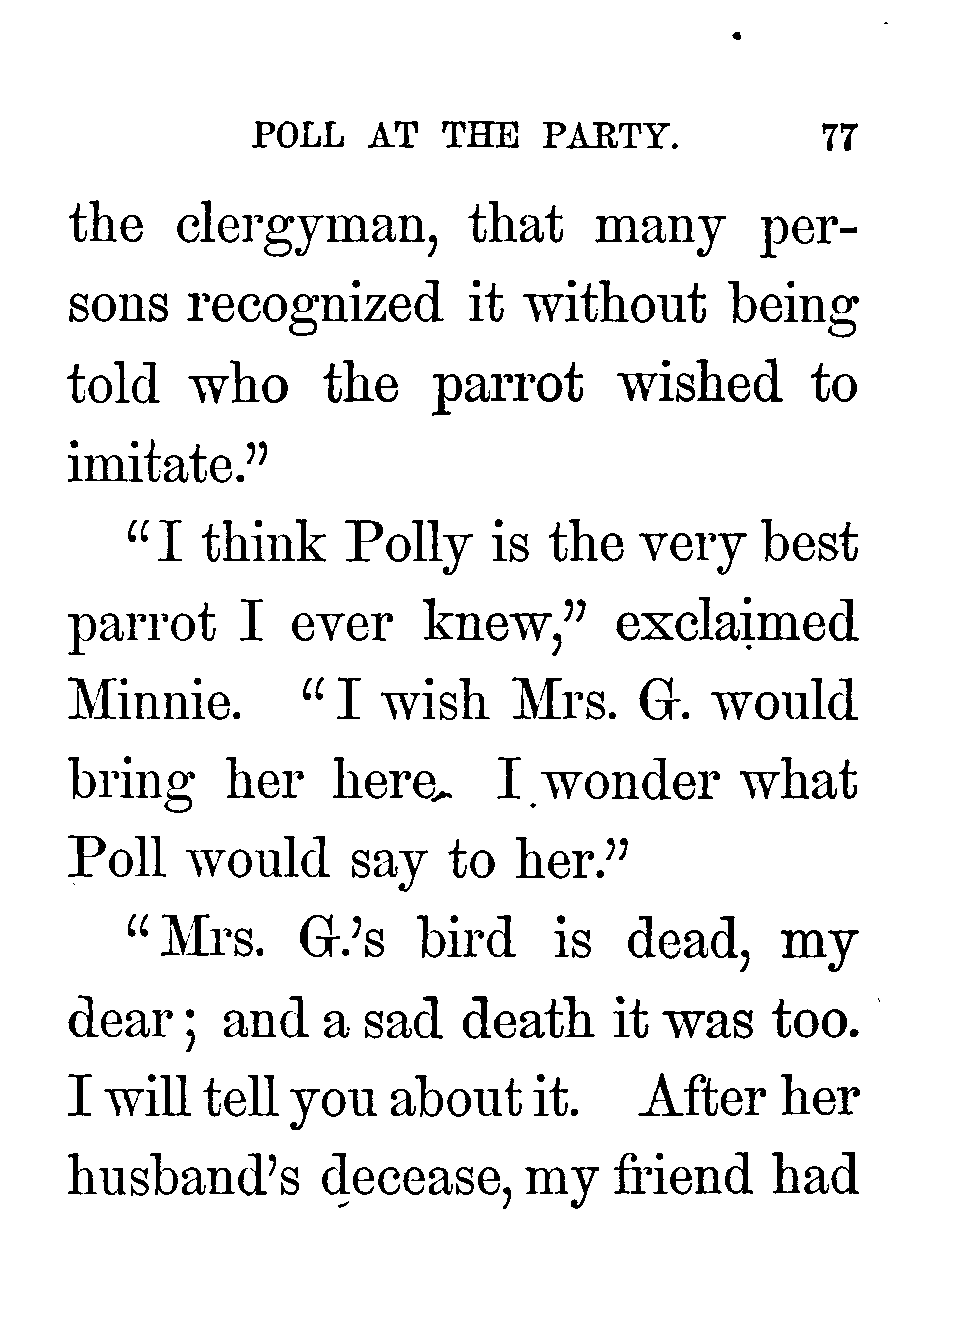 POLL AT THE PARTY. 77
the clergyman, that many per-
sons recognized it without being
told who the parrot wished to
imitate."
"I think Polly is the very best
parrot I ever knew," exclaimed
Minnie. "I wish Mrs. G. would
bring her here. I wonder what
Poll would say to her."
"Mrs. G.'s bird is dead, my
dear; and a sad death it was too.
I will tell you about it. After her
husband's decease, my friend had